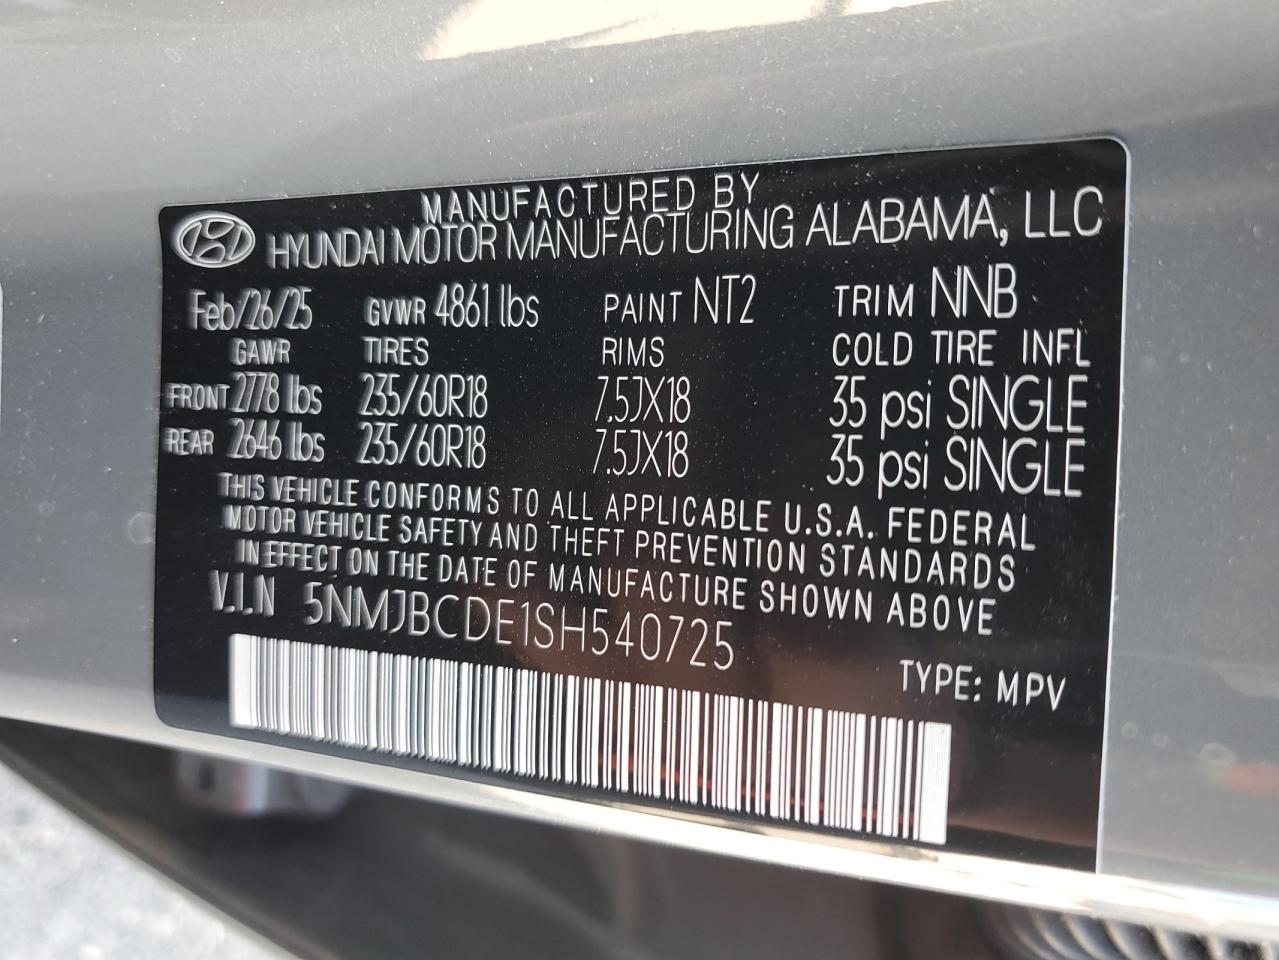 MANUFACTURED BY
HYUNDAI MOTOR MANUFACTURING ALABAMA, LLC
Feb/26/25 GVWR 4861 lbs PAINT NT2 TRIM NNB
GAWR TIRES RIMS COLD TIRE INFL
FRONT 2778 lbs 235/60R18 7.5JX18 35 psi SINGLE
REAR 2646 lbs 235/60R18 7.5JX18 35 psi SINGLE
THIS VEHICLE CONFORMS TO ALL APPLICABLE U.S.A. FEDERAL
MOTOR VEHICLE SAFETY AND THEFT PREVENTION STANDARDS
IN EFFECT ON THE DATE OF MANUFACTURE SHOWN ABOVE
V.I.N 5NMJBCDE1SH540725
TYPE: MPV